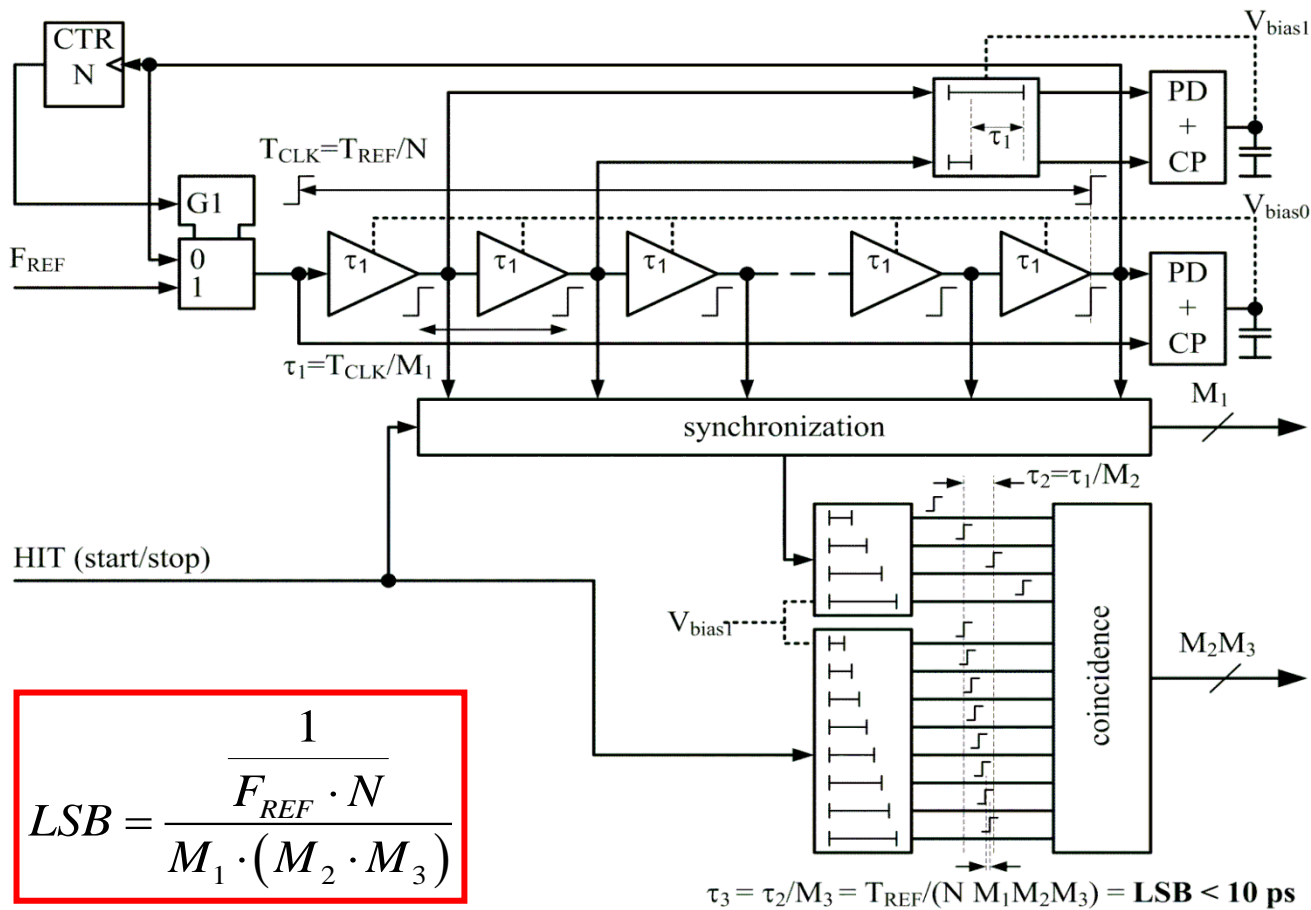 CTR
N
V_bias1
PD
+
CP
τ₁
T_CLK=T_REF/N
G1
V_bias0
F_REF
0
1
τ₁
τ₁
τ₁
τ₁
τ₁
PD
+
CP
τ₁=T_CLK/M₁
M₁
synchronization
τ₂=τ₁/M₂
HIT (start/stop)
V_bias1
coincidence
M₂M₃
LSB = (1/(F_REF · N))/(M₁·(M₂·M₃))
τ₃ = τ₂/M₃ = T_REF/(N M₁M₂M₃) = LSB < 10 ps